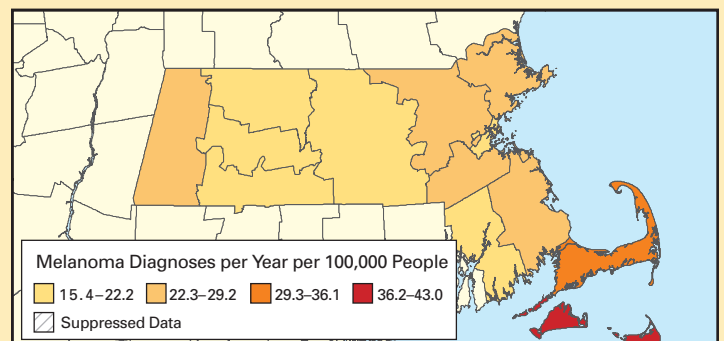 Melanoma Diagnoses per Year per 100,000 People
15.4–22.2 22.3–29.2 29.3–36.1 36.2–43.0
Suppressed Data